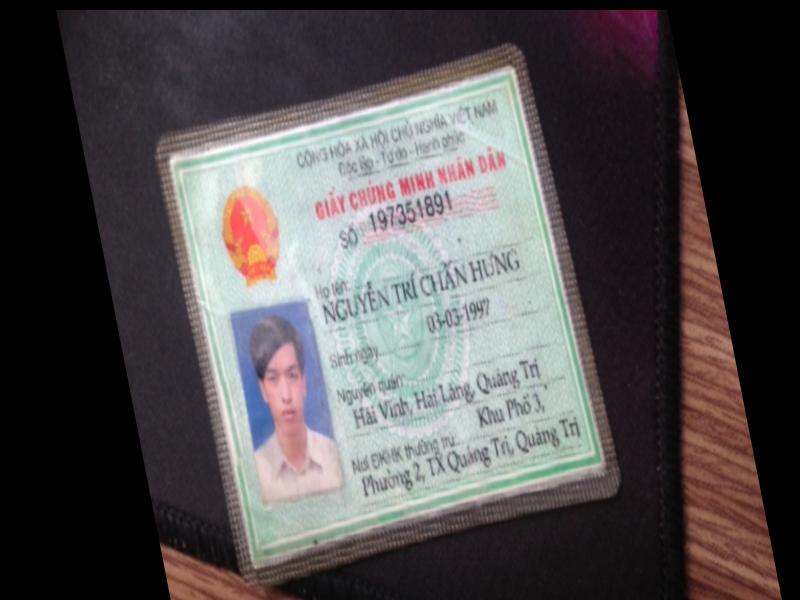 CỘNG HÒA XÃ HỘI CHỦ NGHĨA VIỆT NAM
Độc lập - Tự do - Hạnh phúc
GIẤY CHỨNG MINH NHÂN DÂN
SỐ 197351891
Họ tên:
NGUYỄN TRÍ CHẤN HƯNG
03-03-1997
Sinh ngày
Nguyên quán:
Hải Vĩnh, Hải Lăng, Quảng Trị
Nơi ĐKHK thường trú: Khu Phố 3,
Phường 2, TX Quảng Trị, Quảng Trị